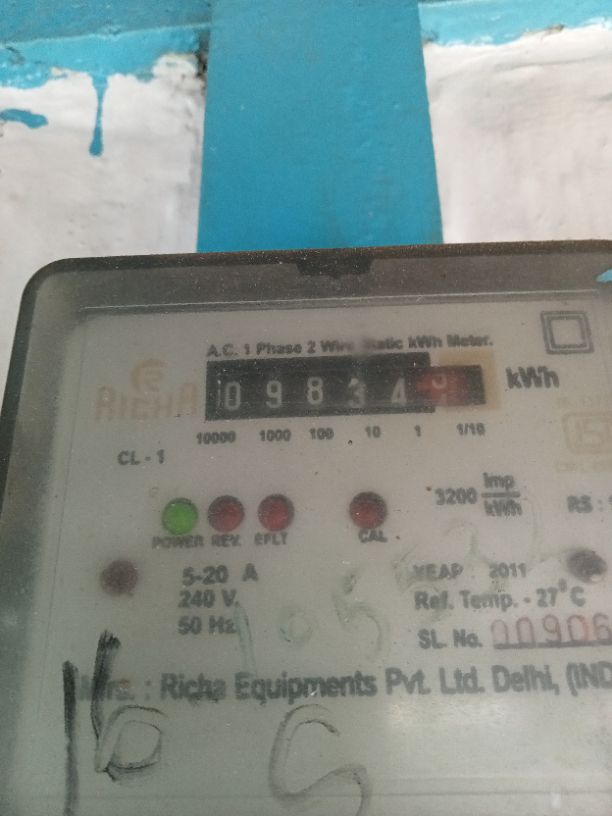 A.C. 1 Phase 2 Wire Static kWh Meter.
RICHA
0 9 8 3 4
kWh
10000 1000 100 10 1 1/10
CL - 1
3200 Imp/kWh
RS :
POWER REV. EFLT CAL
5-20 A
240 V.
50 Hz
YEAR 2011
Ref. Temp. - 27°C
SL. No. 00906
Mfrs. : Richa Equipments Pvt. Ltd. Delhi, (IND
16